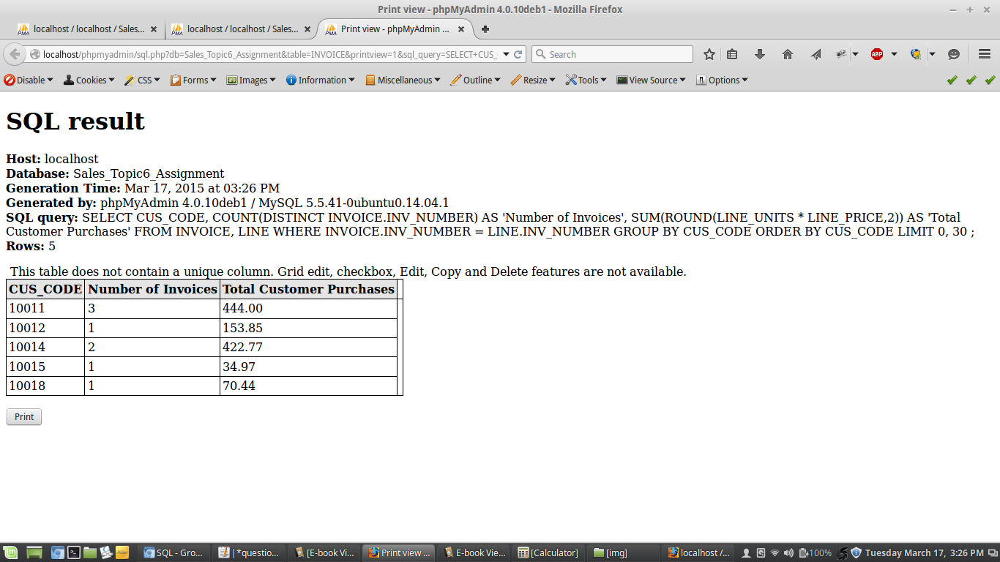 Print view - phpMyAdmin 4.0.10deb1 - Mozilla Firefox
localhost / localhost / Sales...
localhost / localhost / Sales...
Print view - phpMyAdmin ...
localhost/phpmyadmin/sql.php?db=Sales_Topic6_Assignment&table=INVOICE&printview=1&sql_query=SELECT+CUS_
Search
ABP
Disable Cookies CSS Forms Images Information Miscellaneous Outline Resize Tools View Source Options
SQL result
Host: localhost
Database: Sales_Topic6_Assignment
Generation Time: Mar 17, 2015 at 03:26 PM
Generated by: phpMyAdmin 4.0.10deb1 / MySQL 5.5.41-0ubuntu0.14.04.1
SQL query: SELECT CUS_CODE, COUNT(DISTINCT INVOICE.INV_NUMBER) AS 'Number of Invoices', SUM(ROUND(LINE_UNITS * LINE_PRICE,2)) AS 'Total
Customer Purchases' FROM INVOICE, LINE WHERE INVOICE.INV_NUMBER = LINE.INV_NUMBER GROUP BY CUS_CODE ORDER BY CUS_CODE LIMIT 0, 30 ;
Rows: 5
This table does not contain a unique column. Grid edit, checkbox, Edit, Copy and Delete features are not available.
CUS_CODE Number of Invoices Total Customer Purchases
10011 3 444.00
10012 1 153.85
10014 2 422.77
10015 1 34.97
10018 1 70.44
Print
SQL - Gro... |*questio... [E-book Vi... Print view ... E-book Vie... [Calculator] [img] localhost /... 100% Tuesday March 17, 3:26 PM